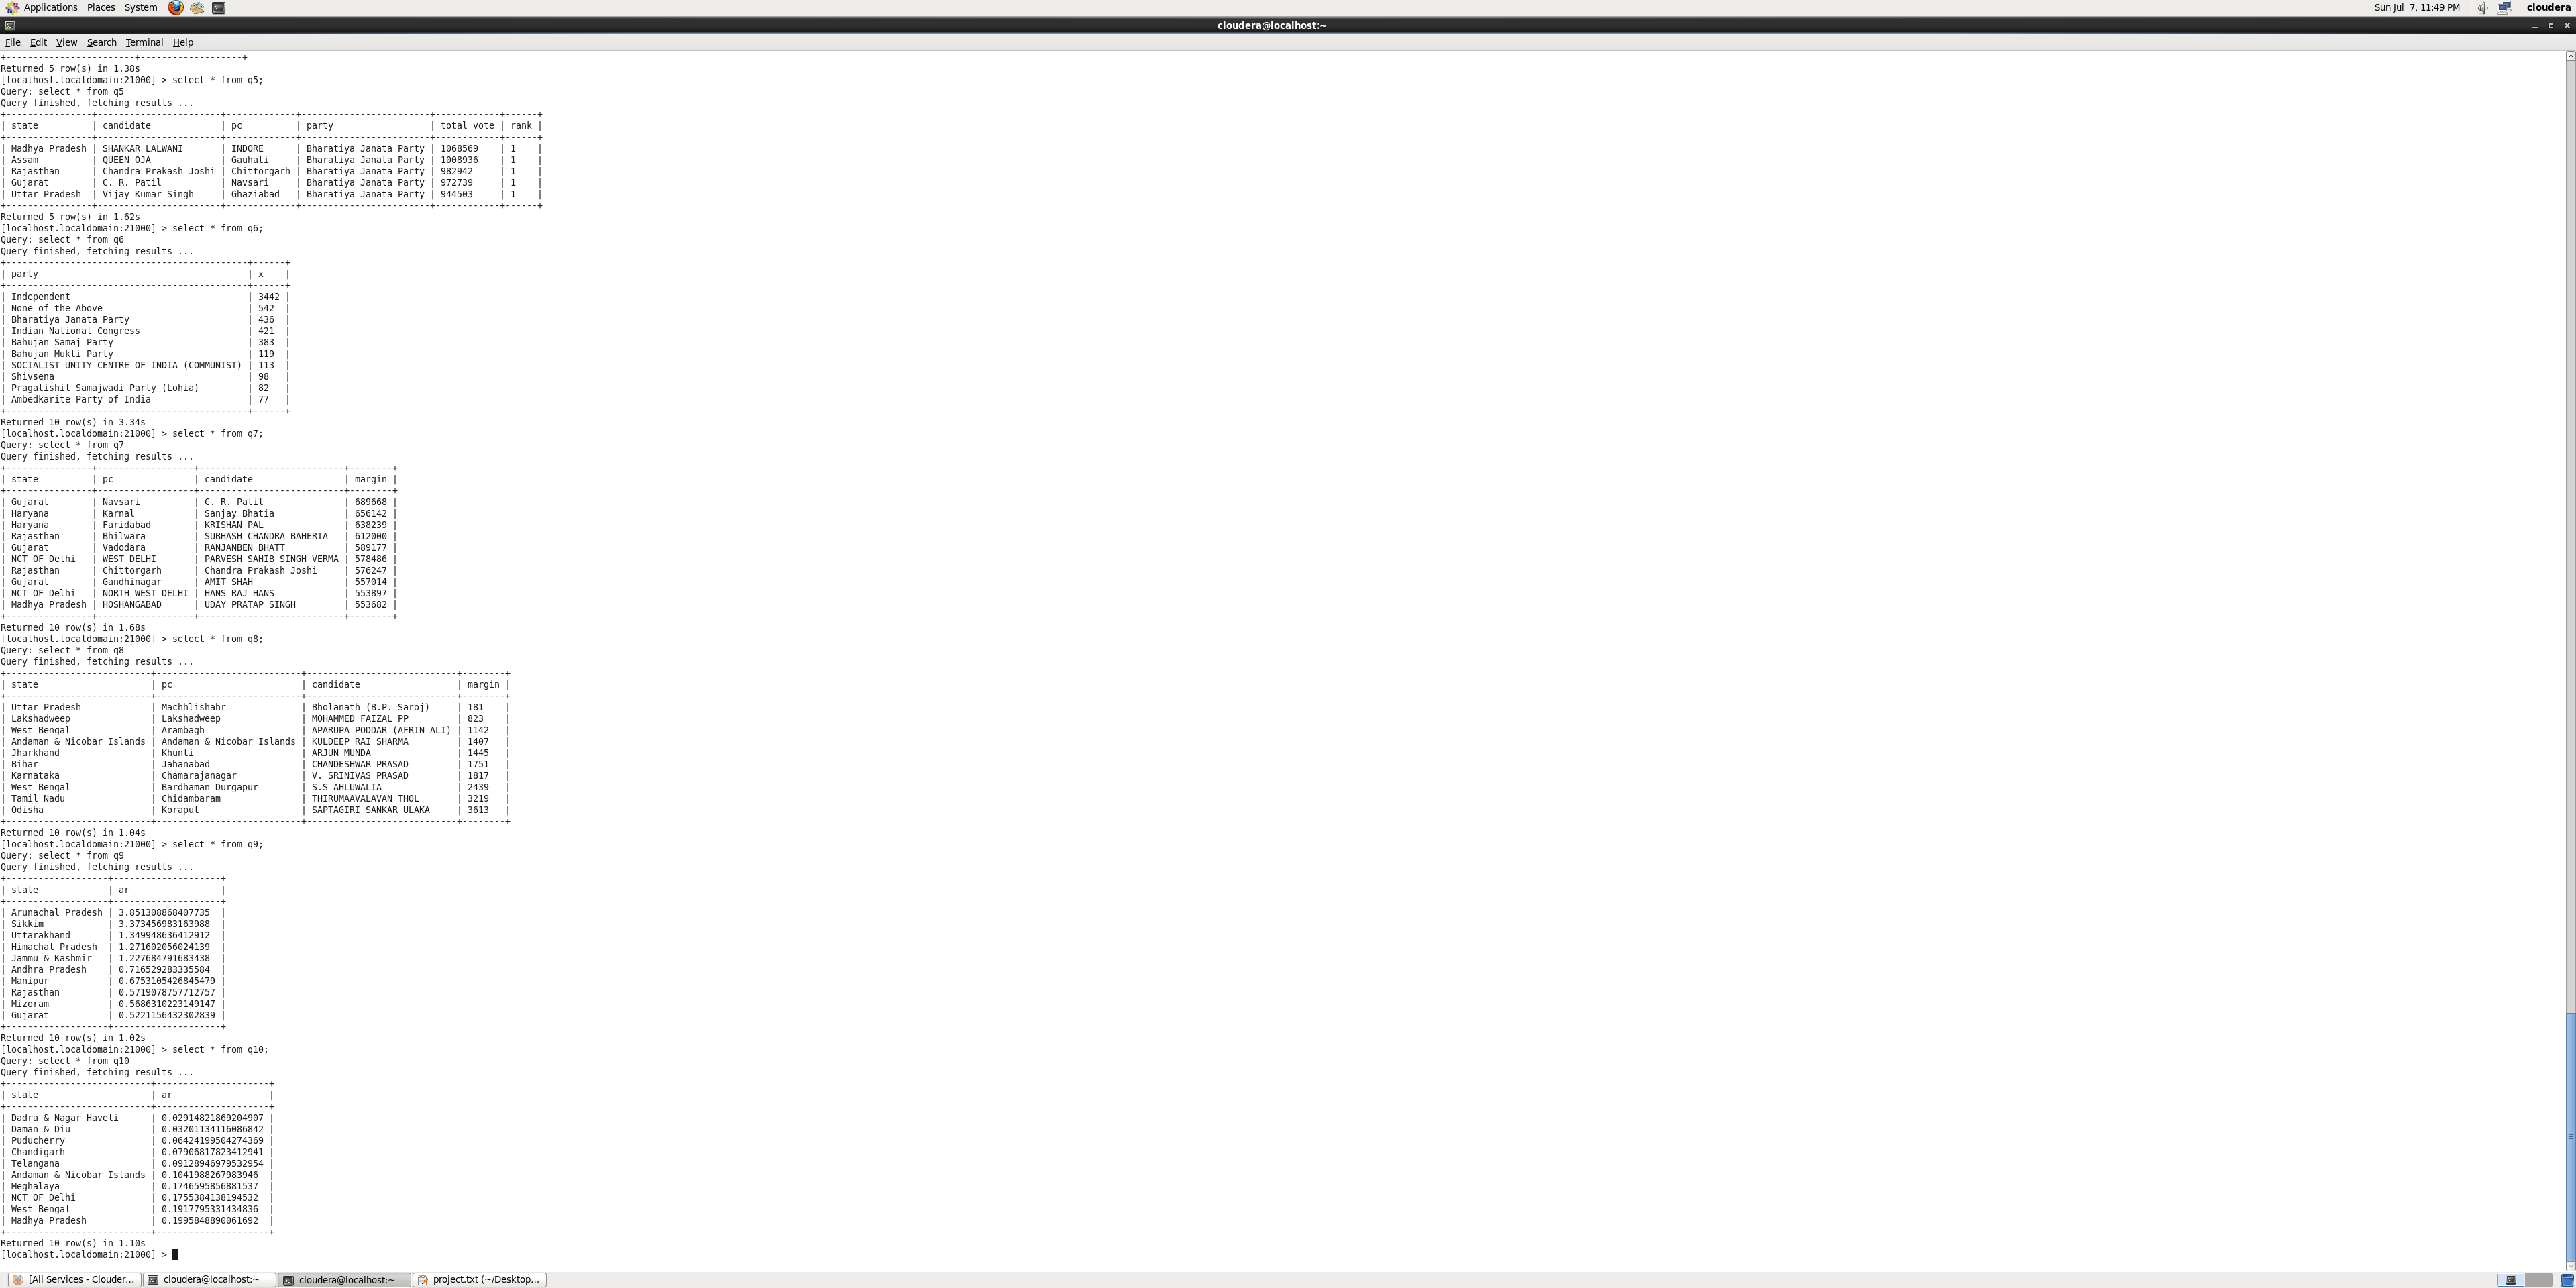 Applications Places System Sun Jul 7, 11:49 PM cloudera
cloudera@localhost:~
File Edit View Search Terminal Help
+-----------------------+-------------------+
Returned 5 row(s) in 1.38s
[localhost.localdomain:21000] > select * from q5;
Query: select * from q5
Query finished, fetching results ...
+----------------+-----------------------+-------------+------------------------+------------+------+
| state | candidate | pc | party | total_vote | rank |
+----------------+-----------------------+-------------+------------------------+------------+------+
| Madhya Pradesh | SHANKAR LALWANI | INDORE | Bharatiya Janata Party | 1068569 | 1 |
| Assam | QUEEN OJA | Gauhati | Bharatiya Janata Party | 1008936 | 1 |
| Rajasthan | Chandra Prakash Joshi | Chittorgarh | Bharatiya Janata Party | 982942 | 1 |
| Gujarat | C. R. Patil | Navsari | Bharatiya Janata Party | 972739 | 1 |
| Uttar Pradesh | Vijay Kumar Singh | Ghaziabad | Bharatiya Janata Party | 944503 | 1 |
+----------------+-----------------------+-------------+------------------------+------------+------+
Returned 5 row(s) in 1.62s
[localhost.localdomain:21000] > select * from q6;
Query: select * from q6
Query finished, fetching results ...
+--------------------------------------------+------+
| party | x |
+--------------------------------------------+------+
| Independent | 3442 |
| None of the Above | 542 |
| Bharatiya Janata Party | 436 |
| Indian National Congress | 421 |
| Bahujan Samaj Party | 383 |
| Bahujan Mukti Party | 119 |
| SOCIALIST UNITY CENTRE OF INDIA (COMMUNIST) | 113 |
| Shivsena | 98 |
| Pragatishil Samajwadi Party (Lohia) | 82 |
| Ambedkarite Party of India | 77 |
+--------------------------------------------+------+
Returned 10 row(s) in 3.34s
[localhost.localdomain:21000] > select * from q7;
Query: select * from q7
Query finished, fetching results ...
+----------------+------------------+---------------------------+--------+
| state | pc | candidate | margin |
+----------------+------------------+---------------------------+--------+
| Gujarat | Navsari | C. R. Patil | 689668 |
| Haryana | Karnal | Sanjay Bhatia | 656142 |
| Haryana | Faridabad | KRISHAN PAL | 638239 |
| Rajasthan | Bhilwara | SUBHASH CHANDRA BAHERIA | 612000 |
| Gujarat | Vadodara | RANJANBEN BHATT | 589177 |
| NCT OF Delhi | WEST DELHI | PARVESH SAHIB SINGH VERMA | 578486 |
| Rajasthan | Chittorgarh | Chandra Prakash Joshi | 576247 |
| Gujarat | Gandhinagar | AMIT SHAH | 557014 |
| NCT OF Delhi | NORTH WEST DELHI | HANS RAJ HANS | 553897 |
| Madhya Pradesh | HOSHANGABAD | UDAY PRATAP SINGH | 553682 |
+----------------+------------------+---------------------------+--------+
Returned 10 row(s) in 1.68s
[localhost.localdomain:21000] > select * from q8;
Query: select * from q8
Query finished, fetching results ...
+---------------------------+---------------------------+----------------------------+--------+
| state | pc | candidate | margin |
+---------------------------+---------------------------+----------------------------+--------+
| Uttar Pradesh | Machhlishahr | Bholanath (B.P. Saroj) | 181 |
| Lakshadweep | Lakshadweep | MOHAMMED FAIZAL PP | 823 |
| West Bengal | Arambagh | APARUPA PODDAR (AFRIN ALI) | 1142 |
| Andaman & Nicobar Islands | Andaman & Nicobar Islands | KULDEEP RAI SHARMA | 1407 |
| Jharkhand | Khunti | ARJUN MUNDA | 1445 |
| Bihar | Jahanabad | CHANDESHWAR PRASAD | 1751 |
| Karnataka | Chamarajanagar | V. SRINIVAS PRASAD | 1817 |
| West Bengal | Bardhaman Durgapur | S.S AHLUWALIA | 2439 |
| Tamil Nadu | Chidambaram | THIRUMAAVALAVAN THOL | 3219 |
| Odisha | Koraput | SAPTAGIRI SANKAR ULAKA | 3613 |
+---------------------------+---------------------------+----------------------------+--------+
Returned 10 row(s) in 1.04s
[localhost.localdomain:21000] > select * from q9;
Query: select * from q9
Query finished, fetching results ...
+-------------------+--------------------+
| state | ar |
+-------------------+--------------------+
| Arunachal Pradesh | 3.851308868407735 |
| Sikkim | 3.373456983163988 |
| Uttarakhand | 1.349948636412912 |
| Himachal Pradesh | 1.271602056024139 |
| Jammu & Kashmir | 1.227684791683438 |
| Andhra Pradesh | 0.716529283335584 |
| Manipur | 0.6753105426845479 |
| Rajasthan | 0.5719078757712757 |
| Mizoram | 0.5686310223149147 |
| Gujarat | 0.5221156432302839 |
+-------------------+--------------------+
Returned 10 row(s) in 1.02s
[localhost.localdomain:21000] > select * from q10;
Query: select * from q10
Query finished, fetching results ...
+---------------------------+---------------------+
| state | ar |
+---------------------------+---------------------+
| Dadra & Nagar Haveli | 0.02914821869204907 |
| Daman & Diu | 0.03201134116086842 |
| Puducherry | 0.06424199504274369 |
| Chandigarh | 0.07906817823412941 |
| Telangana | 0.09128946979532954 |
| Andaman & Nicobar Islands | 0.1041988267983946 |
| Meghalaya | 0.1746595856881537 |
| NCT OF Delhi | 0.1755384138194532 |
| West Bengal | 0.1917795331434836 |
| Madhya Pradesh | 0.1995848890061692 |
+---------------------------+---------------------+
Returned 10 row(s) in 1.10s
[localhost.localdomain:21000] >
[All Services - Clouder... cloudera@localhost:~ cloudera@localhost:~ project.txt (~/Desktop...